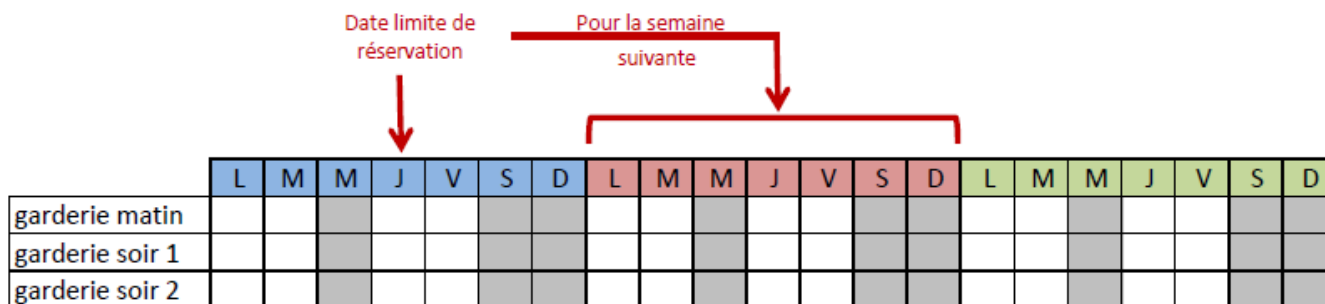 Date limite de
réservation
Pour la semaine
suivante
L M M J V S D L M M J V S D L M M J V S D
garderie matin
garderie soir 1
garderie soir 2